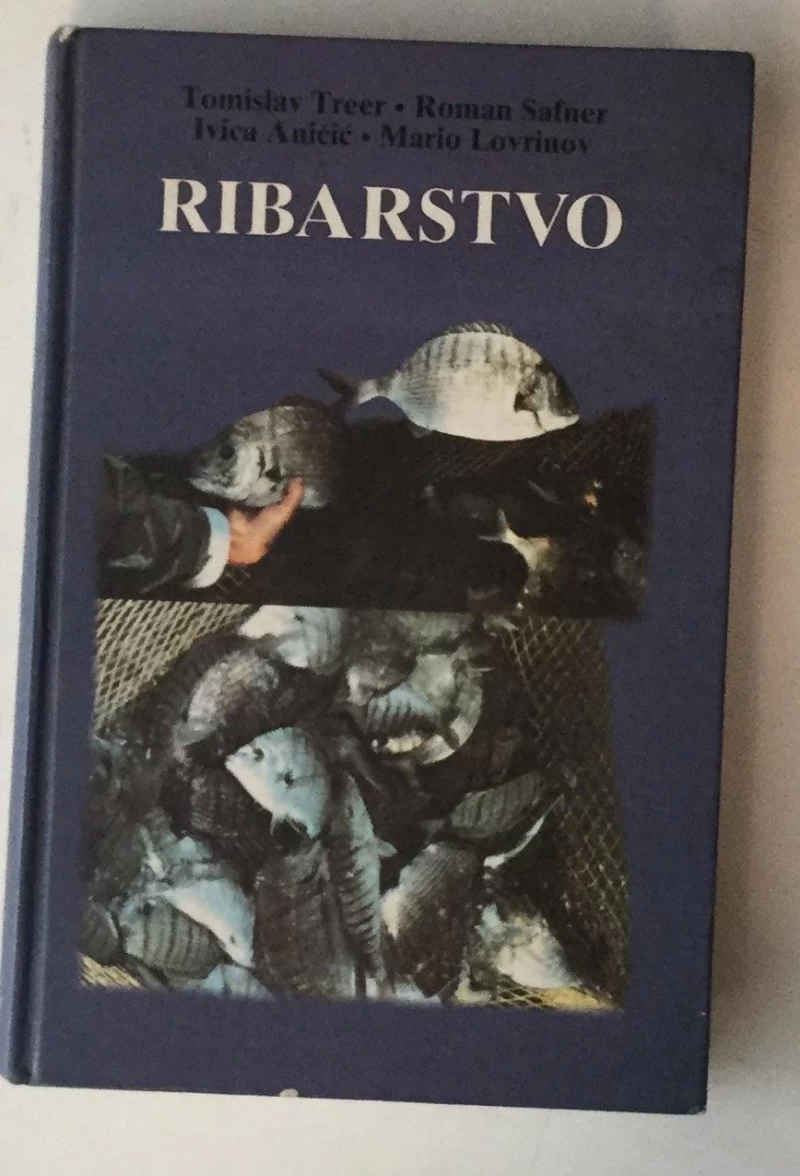 Tomislav Treer • Roman Safner
Ivica Aničić • Mario Lovrinov
RIBARSTVO